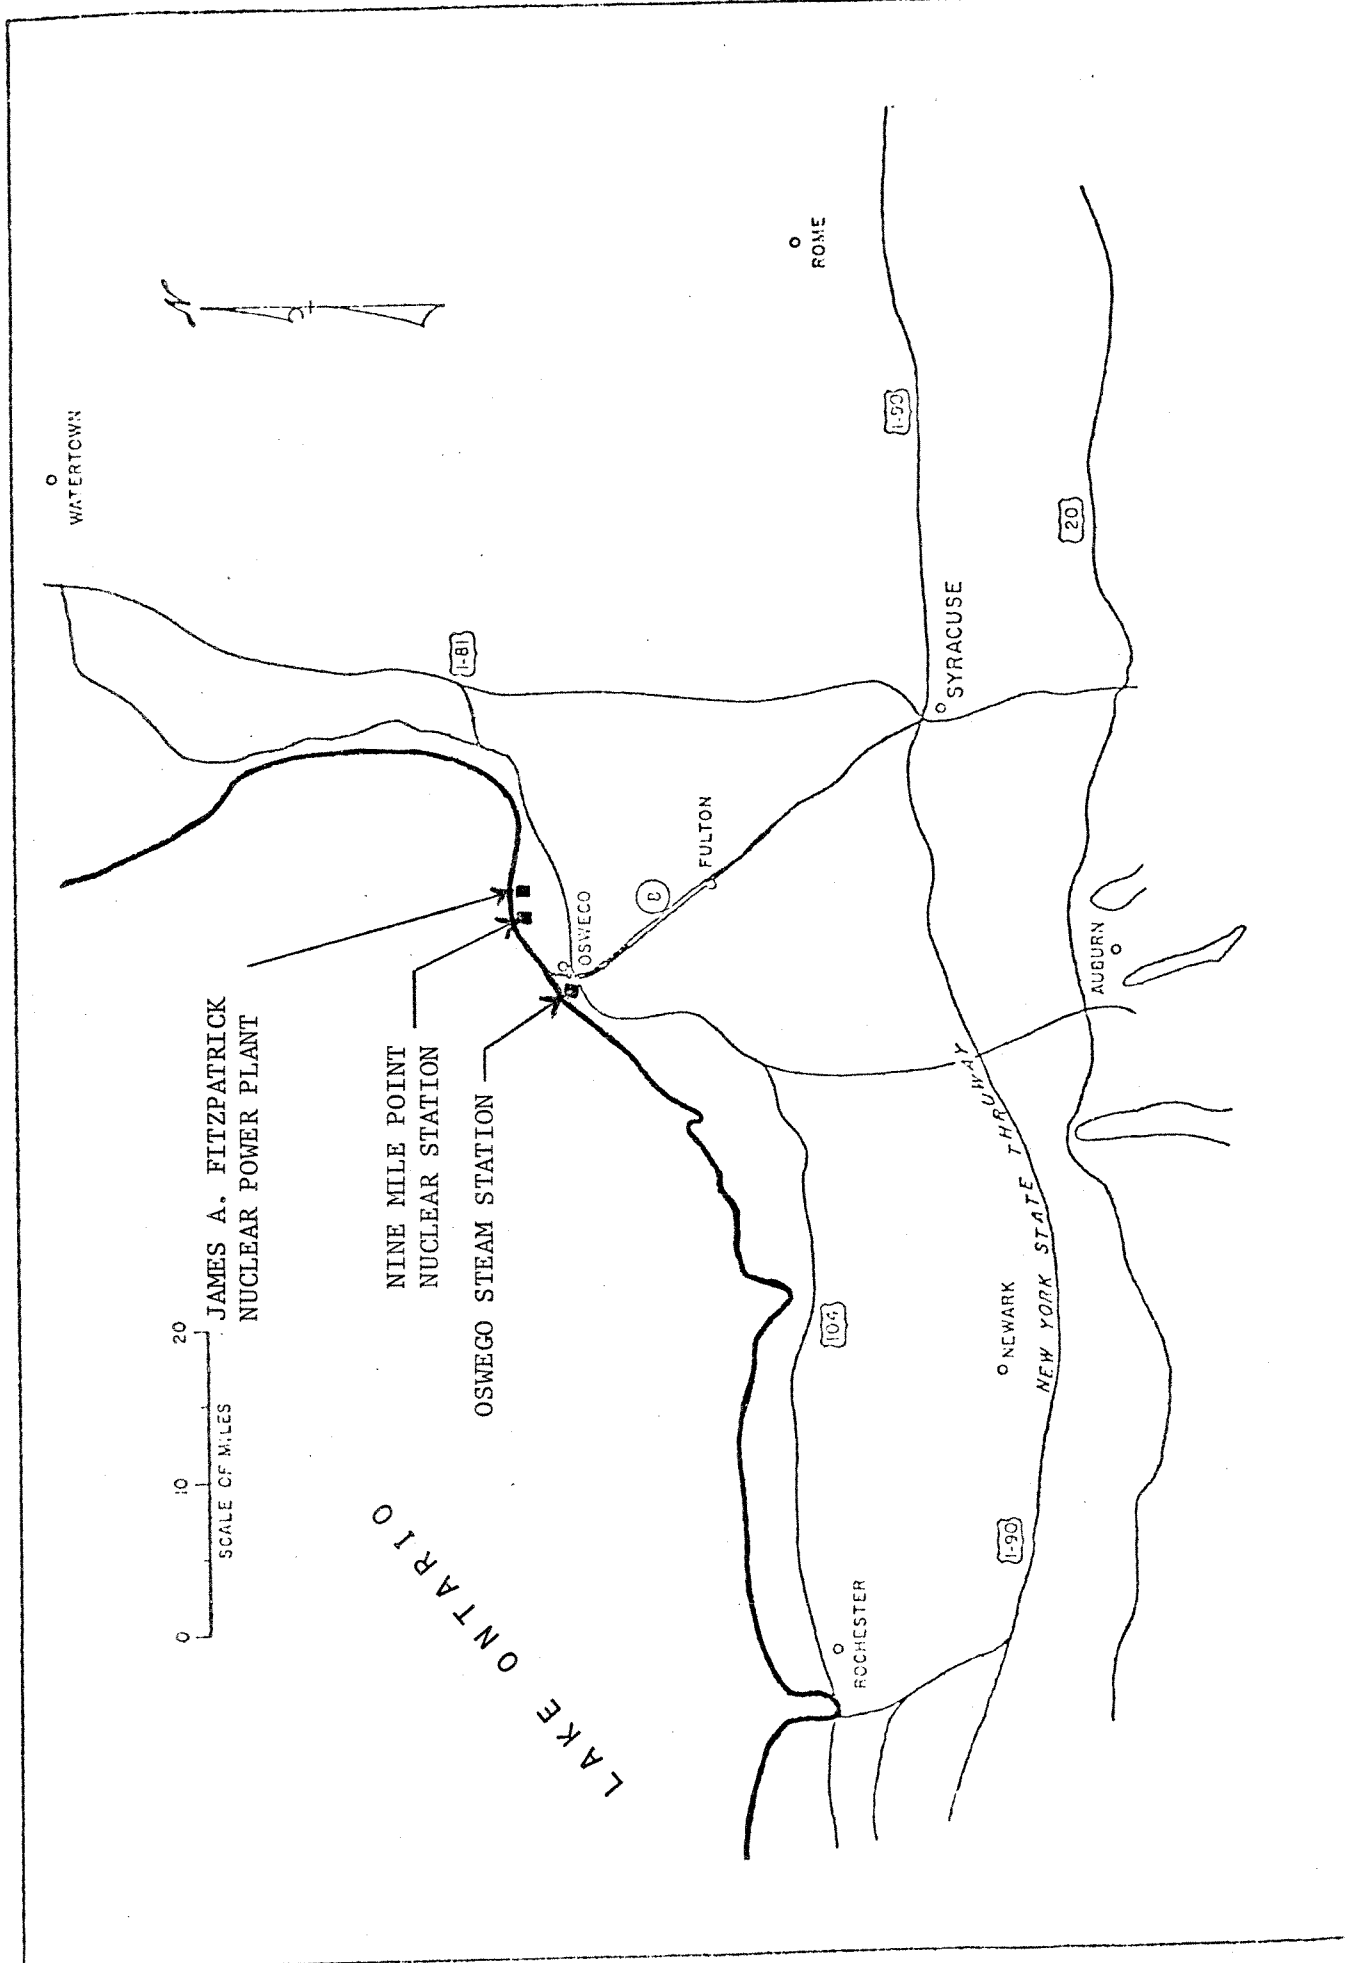 WATERTOWN
N
0 10 20
SCALE OF MILES
JAMES A. FITZPATRICK
NUCLEAR POWER PLANT
NINE MILE POINT
NUCLEAR STATION
OSWEGO STEAM STATION
LAKE ONTARIO
I-81
OSWEGO
FULTON
ROME
104
ROCHESTER
I-90
SYRACUSE
NEWARK
I-90
NEW YORK STATE THRUWAY
20
AUBURN